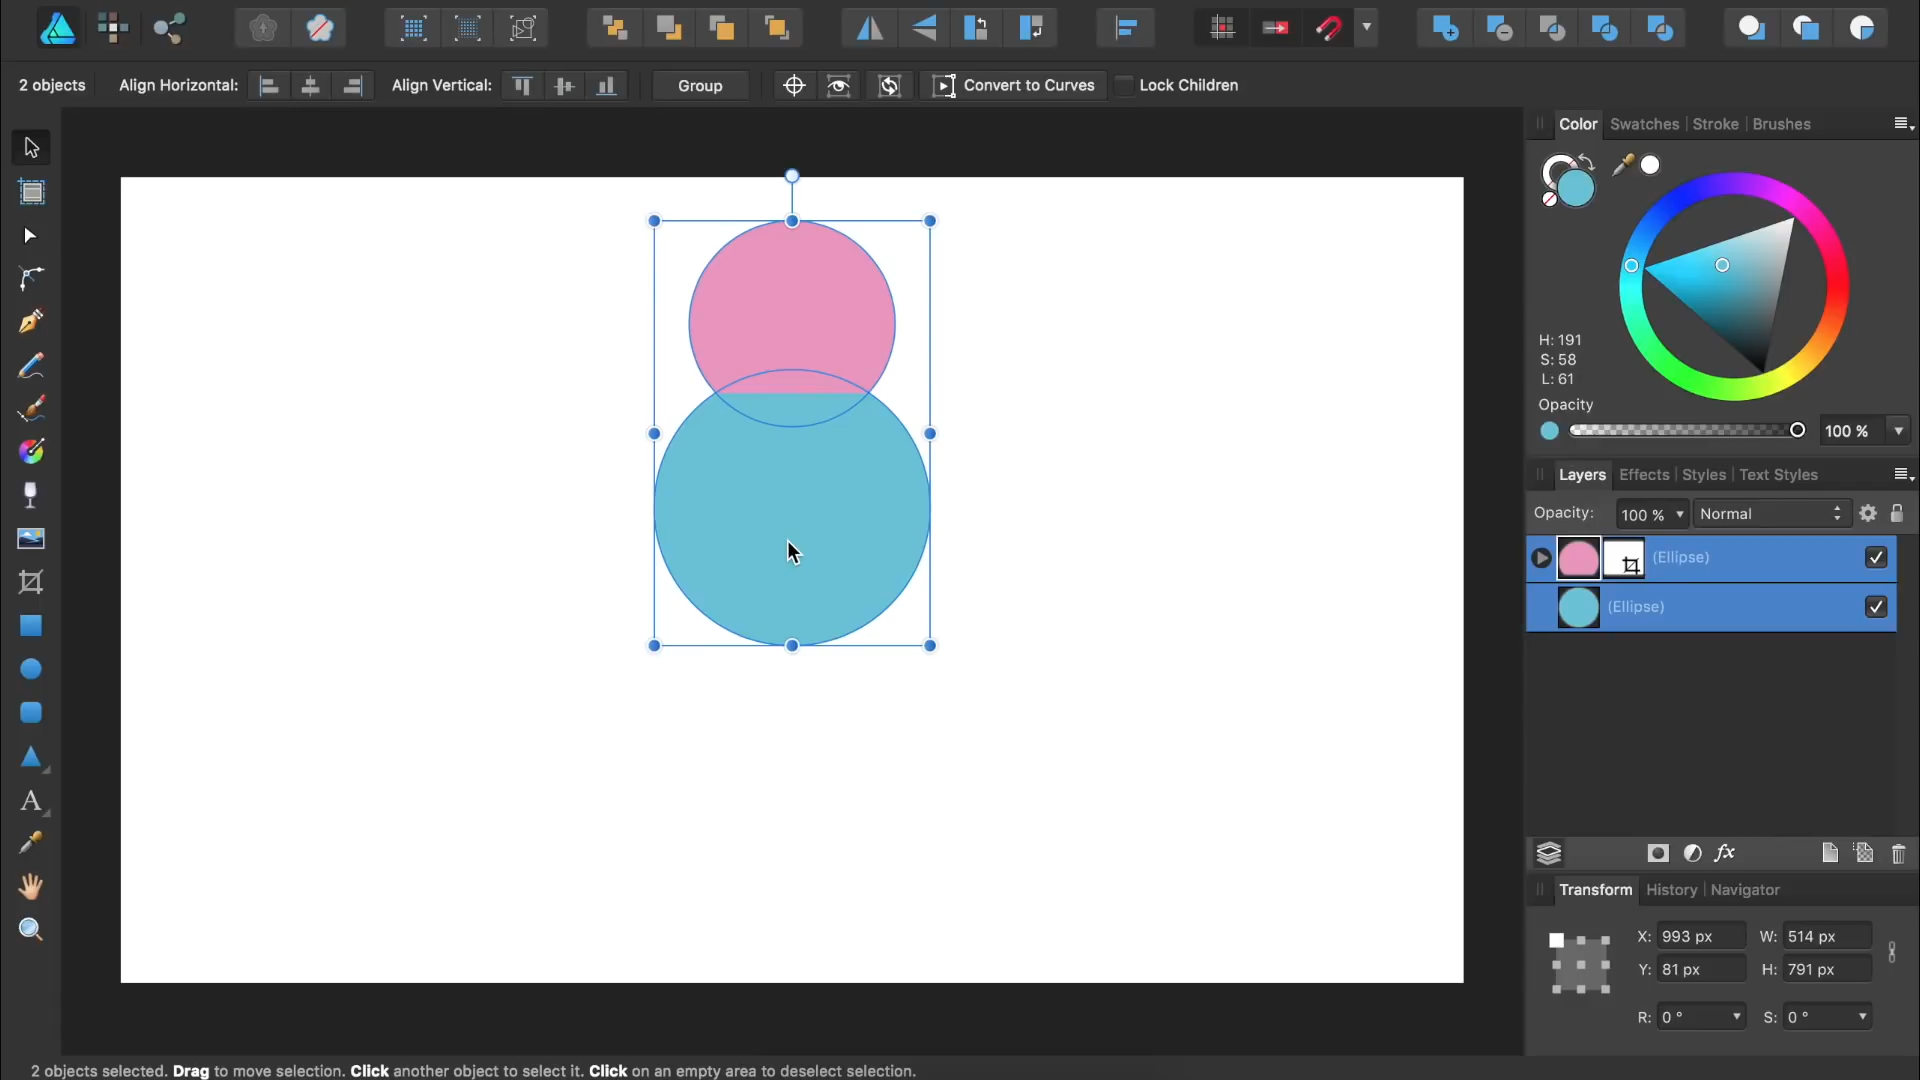 2 objects Align Horizontal: Align Vertical: Group Convert to Curves Lock Children
Color Swatches Stroke Brushes
H: 191
S: 58
L: 61
Opacity
100 %
Layers Effects Styles Text Styles
Opacity: 100 % Normal
(Ellipse)
(Ellipse)
fx
Transform History Navigator
X: 993 px W: 514 px
Y: 81 px H: 791 px
R: 0 ° S: 0 °
2 objects selected. Drag to move selection. Click another object to select it. Click on an empty area to deselect selection.